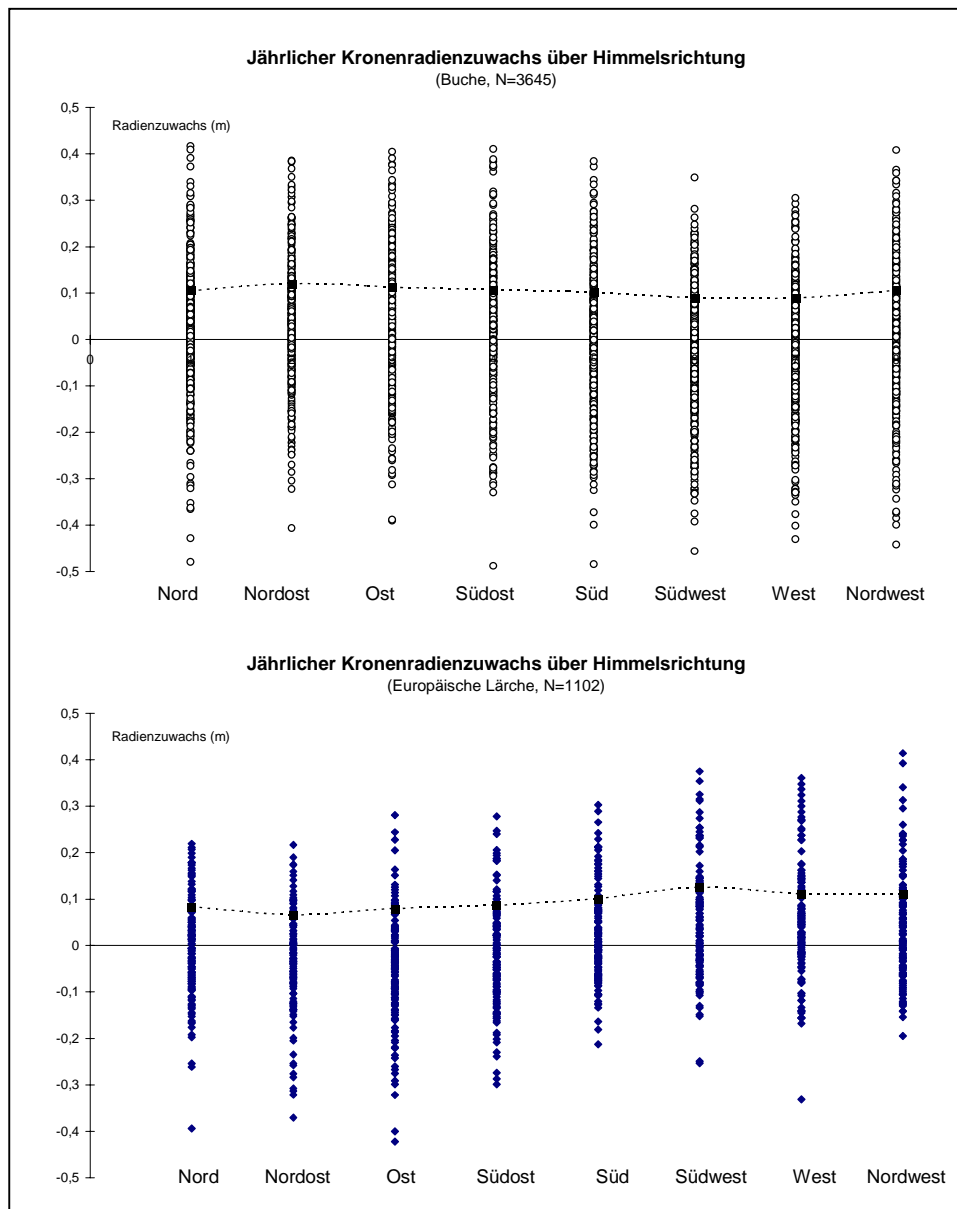 Jährlicher Kronenradienzuwachs über Himmelsrichtung
(Buche, N=3645)
0,5
Radienzuwachs (m)
0,4
0,3
0,2
0,1
0
0
-0,1
-0,2
-0,3
-0,4
-0,5
Nord Nordost Ost Südost Süd Südwest West Nordwest
Jährlicher Kronenradienzuwachs über Himmelsrichtung
(Europäische Lärche, N=1102)
0,5
Radienzuwachs (m)
0,4
0,3
0,2
0,1
0
-0,1
-0,2
-0,3
-0,4
-0,5
Nord Nordost Ost Südost Süd Südwest West Nordwest